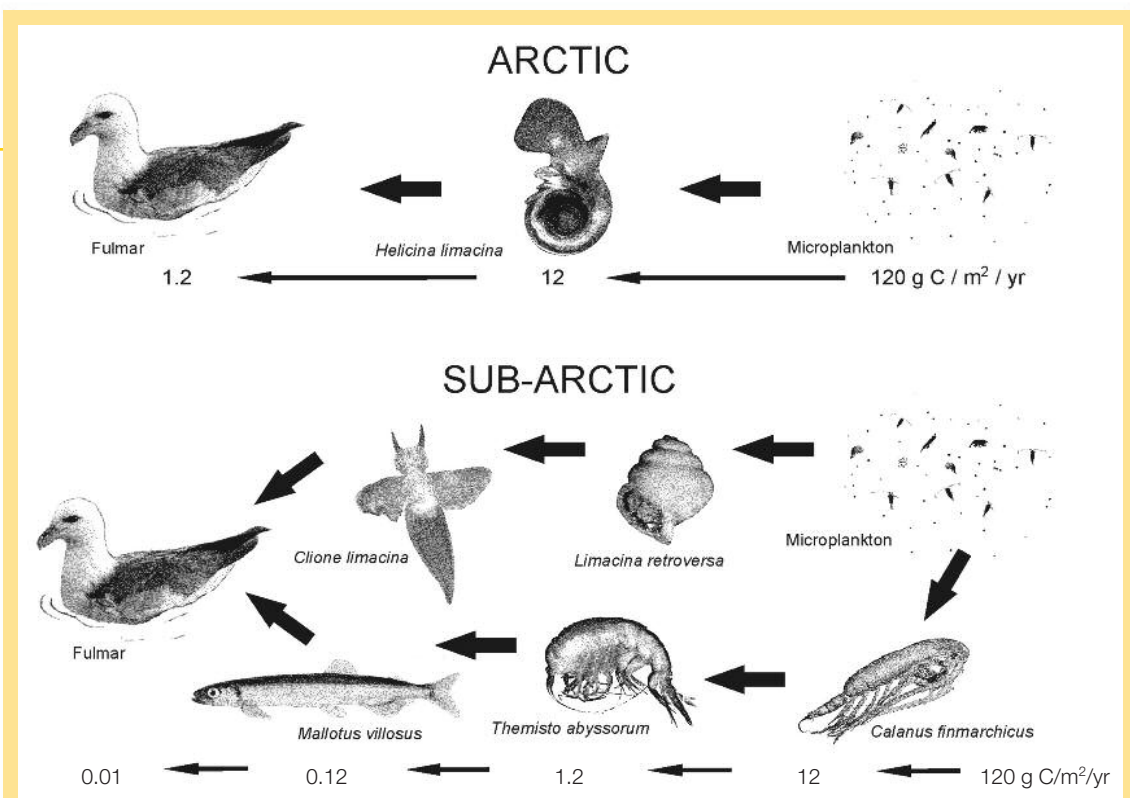 ARCTIC
Fulmar
Helicina limacina
Microplankton
1.2
12
120 g C / m² / yr
SUB-ARCTIC
Clione limacina
Limacina retroversa
Microplankton
Fulmar
Mallotus villosus
Themisto abyssorum
Calanus finmarchicus
0.01
0.12
1.2
12
120 g C/m²/yr